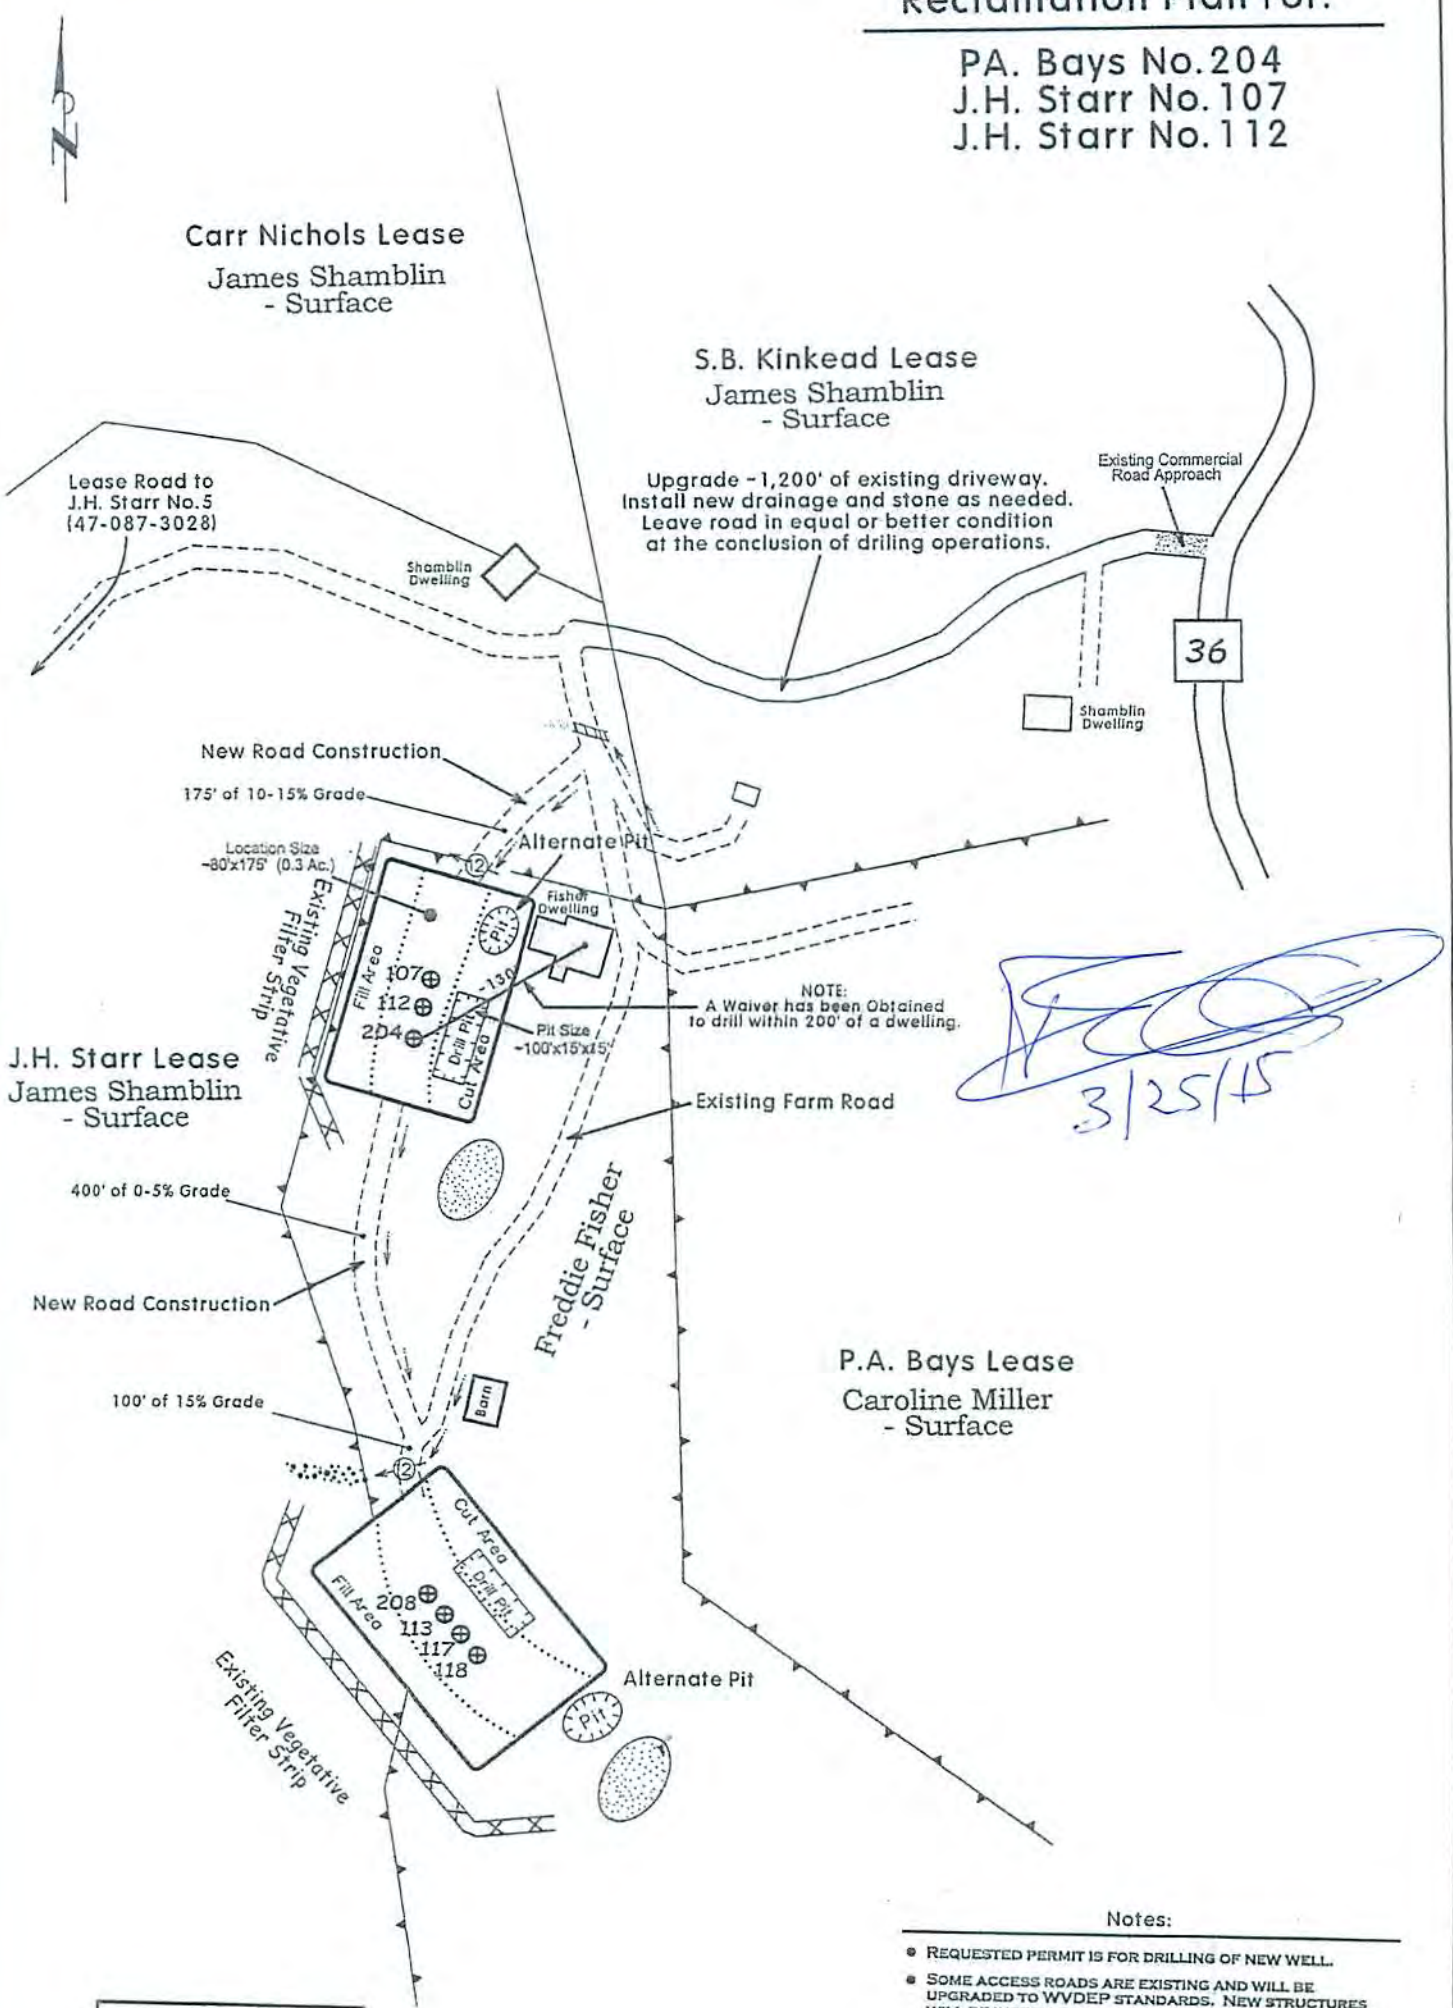 Reclamation Plan For:
PA. Bays No.204
J.H. Starr No.107
J.H. Starr No.112
N
Carr Nichols Lease
James Shamblin
- Surface
S.B. Kinkead Lease
James Shamblin
- Surface
Lease Road to
J.H. Starr No.5
(47-087-3028)
Upgrade ~1,200' of existing driveway.
Install new drainage and stone as needed.
Leave road in equal or better condition
at the conclusion of driling operations.
Existing Commercial
Road Approach
Shamblin
Dwelling
36
Shamblin
Dwelling
New Road Construction
175' of 10-15% Grade
Location Size
~80'x175' (0.3 Ac.)
Alternate Pit
12
Fisher
Dwelling
Pit
Existing Vegetative
Filter Strip
Fill Area
107
112
204
~130'
Drill Pit
Cut Area
Pit Size
~100'x15'x15'
NOTE:
A Waiver has been Obtained
to drill within 200' of a dwelling.
J.H. Starr Lease
James Shamblin
- Surface
3/25/15
Existing Farm Road
400' of 0-5% Grade
Freddie Fisher
- Surface
New Road Construction
P.A. Bays Lease
Caroline Miller
- Surface
100' of 15% Grade
Barn
12
Cut Area
Drill Pit
Fill Area
208
113
117
118
Alternate Pit
Pit
Existing Vegetative
Filter Strip
Notes:
REQUESTED PERMIT IS FOR DRILLING OF NEW WELL.
SOME ACCESS ROADS ARE EXISTING AND WILL BE
UPGRADED TO WVDEP STANDARDS. NEW STRUCTURES